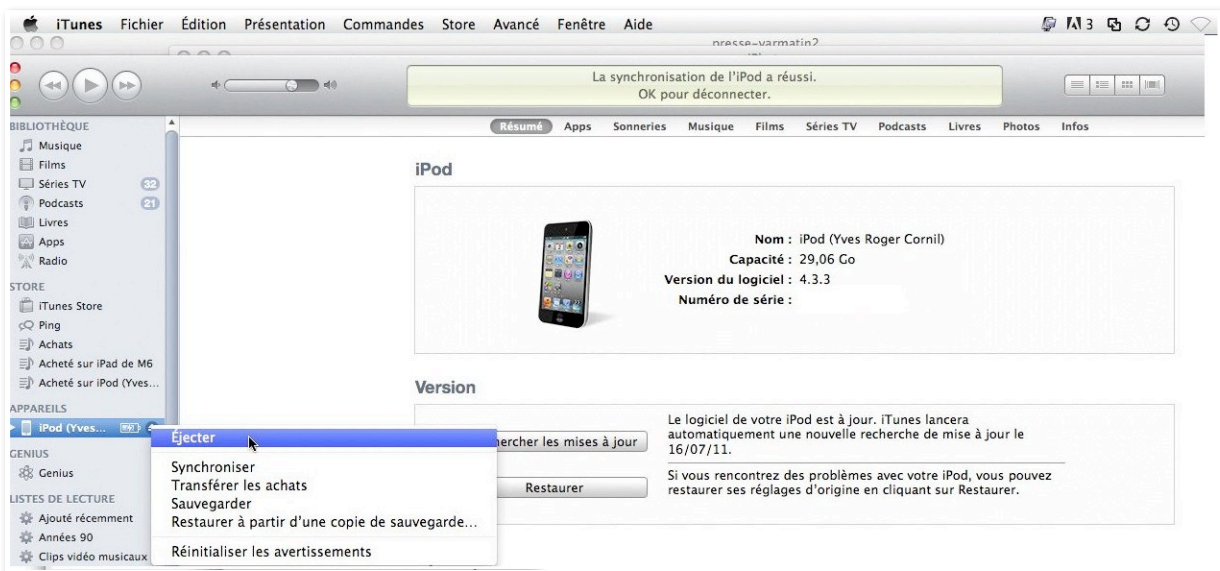 iTunes Fichier Édition Présentation Commandes Store Avancé Fenêtre Aide 3
presse-varmatin2
La synchronisation de l'iPod a réussi.
OK pour déconnecter.
Résumé Apps Sonneries Musique Films Séries TV Podcasts Livres Photos Infos
BIBLIOTHÈQUE
Musique
Films
Séries TV 32
Podcasts 21
Livres
Apps
Radio
STORE
iTunes Store
Ping
Achats
Acheté sur iPad de M6
Acheté sur iPod (Yves...
APPAREILS
iPod (Yves...
GENIUS
Genius
LISTES DE LECTURE
Ajouté récemment
Années 90
Clips vidéo musicaux
Éjecter
Synchroniser
Transférer les achats
Sauvegarder
Restaurer à partir d'une copie de sauvegarde...
Réinitialiser les avertissements
iPod
Nom : iPod (Yves Roger Cornil)
Capacité : 29,06 Go
Version du logiciel : 4.3.3
Numéro de série :
Version
hercher les mises à jour
Le logiciel de votre iPod est à jour. iTunes lancera
automatiquement une nouvelle recherche de mise à jour le
16/07/11.
Restaurer
Si vous rencontrez des problèmes avec votre iPod, vous pouvez
restaurer ses réglages d'origine en cliquant sur Restaurer.